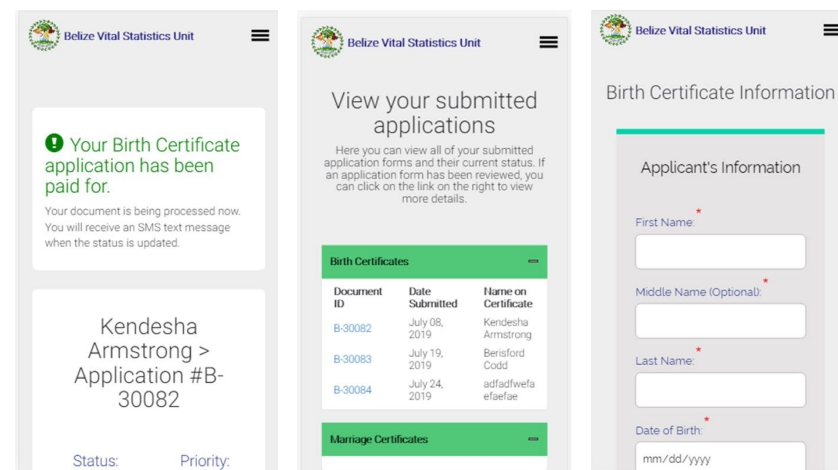 Belize Vital Statistics Unit
Your Birth Certificate
application has been
paid for.
Your document is being processed now.
You will receive an SMS text message
when the status is updated.
Kendesha
Armstrong >
Application #B-
30082
Status: Priority:
Belize Vital Statistics Unit
View your submitted
applications
Here you can view all of your submitted
application forms and their current status. If
an application form has been reviewed, you
can click on the link on the right to view
more details.
Birth Certificates
Document Date Name on
ID Submitted Certificate
B-30082 July 08, Kendesha
2019 Armstrong
B-30083 July 19, Berisford
2019 Codd
B-30084 July 24, adfadfwefa
2019 efaefae
Marriage Certificates
Belize Vital Statistics Unit
Birth Certificate Information
Applicant's Information
First Name:*
Middle Name (Optional):*
Last Name:*
Date of Birth:*
mm/dd/yyyy